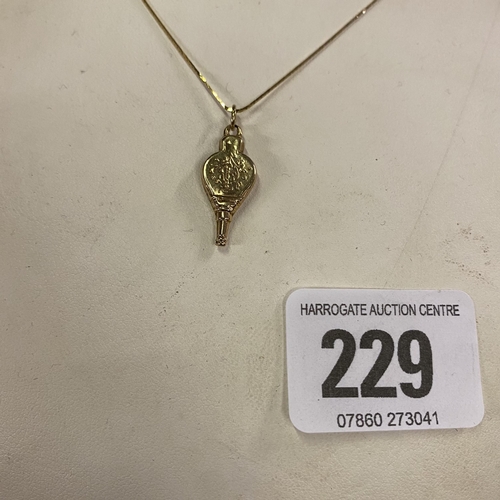 HARROGATE AUCTION CENTRE
229
07860 273041